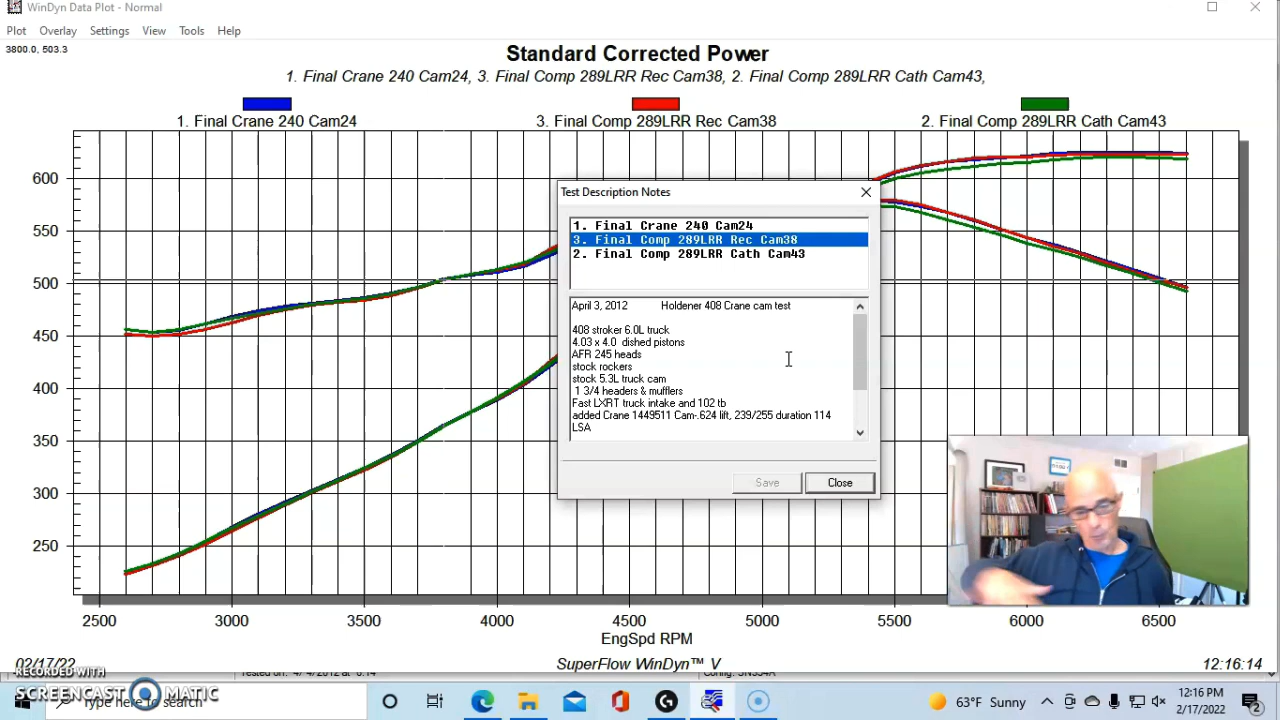 WinDyn Data Plot - Normal
Plot Overlay Settings View Tools Help
3800.0, 503.3
Standard Corrected Power
1. Final Crane 240 Cam24, 3. Final Comp 289LRR Rec Cam38, 2. Final Comp 289LRR Cath Cam43,
1. Final Crane 240 Cam24 3. Final Comp 289LRR Rec Cam38 2. Final Comp 289LRR Cath Cam43
600
550
500
450
400
350
300
250
Test Description Notes
1. Final Crane 240 Cam24
3. Final Comp 289LRR Rec Cam38
2. Final Comp 289LRR Cath Cam43
April 3, 2012 Holdener 408 Crane cam test
408 stroker 6.0L truck
4.03 x 4.0 dished pistons
AFR 245 heads
stock rockers
stock 5.3L truck cam
1 3/4 headers & mufflers
Fast LXRT truck intake and 102 tb
added Crane 1449511 Cam-.624 lift, 239/255 duration 114
LSA
Save Close
2500 3000 3500 4000 4500 5000 5500 6000 6500
EngSpd RPM
02/17/22 SuperFlow WinDyn™ V 12:16:14
RECORDED WITH
SCREENCAST MATIC
Type here to search
63°F Sunny
12:16 PM
2/17/2022
2